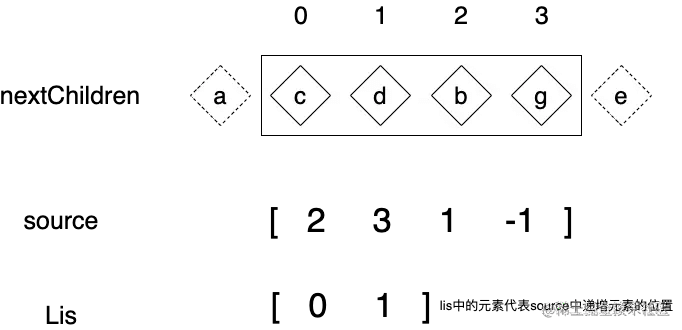 0 1 2 3
nextChildren a c d b g e
source [ 2 3 1 -1 ]
Lis [ 0 1 ] lis中的元素代表source中递增元素的位置
@稀土掘金技术社区